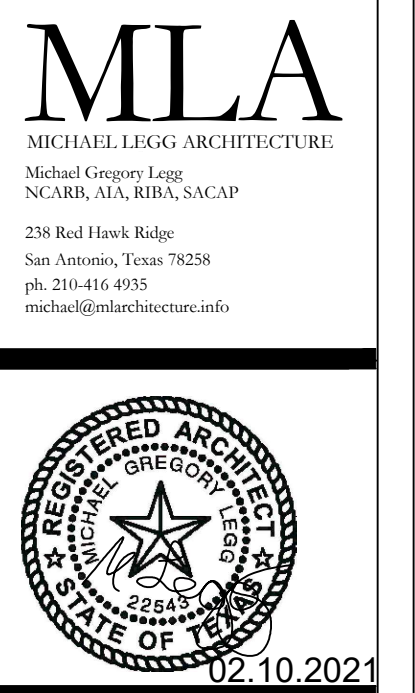 MLA
MICHAEL LEGG ARCHITECTURE
Michael Gregory Legg
NCARB, AIA, RIBA, SACAP
238 Red Hawk Ridge
San Antonio, Texas 78258
ph. 210-416 4935
michael@mlarchitecture.info
REGISTERED ARCHITECT
MICHAEL GREGORY LEGG
M Legg
22543
STATE OF TEXAS
02.10.2021